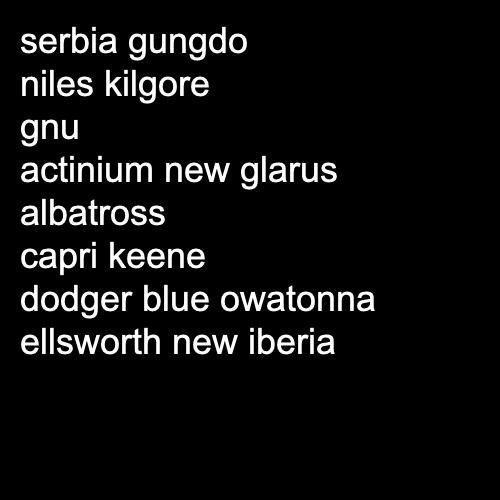 serbia gungdo
niles kilgore
gnu
actinium new glarus
albatross
capri keene
dodger blue owatonna
ellsworth new iberia